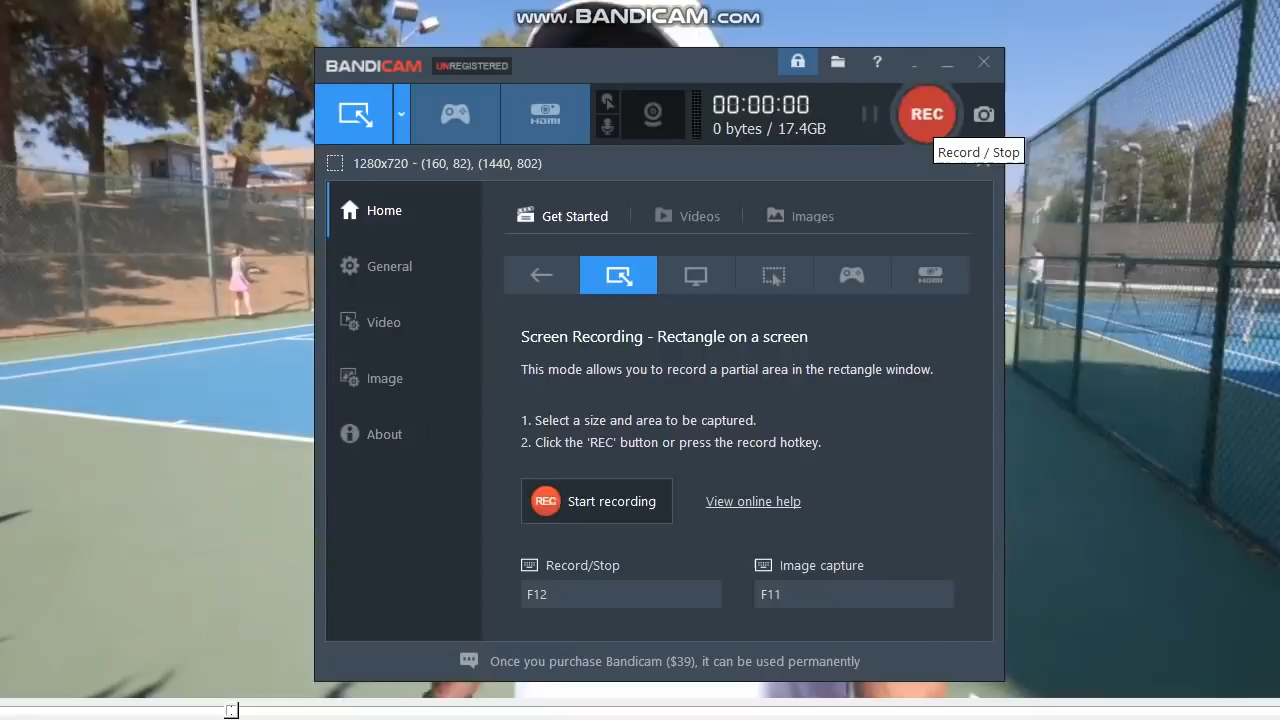 www.BANDICAM.com
BANDICAM UNREGISTERED ?
HDMI 00:00:00 REC
0 bytes / 17.4GB
Record / Stop
1280x720 - (160, 82), (1440, 802)
Home
General
Video
Image
About
Get Started Videos Images
HDMI
Screen Recording - Rectangle on a screen
This mode allows you to record a partial area in the rectangle window.
1. Select a size and area to be captured.
2. Click the 'REC' button or press the record hotkey.
REC Start recording View online help
Record/Stop Image capture
F12 F11
Once you purchase Bandicam ($39), it can be used permanently